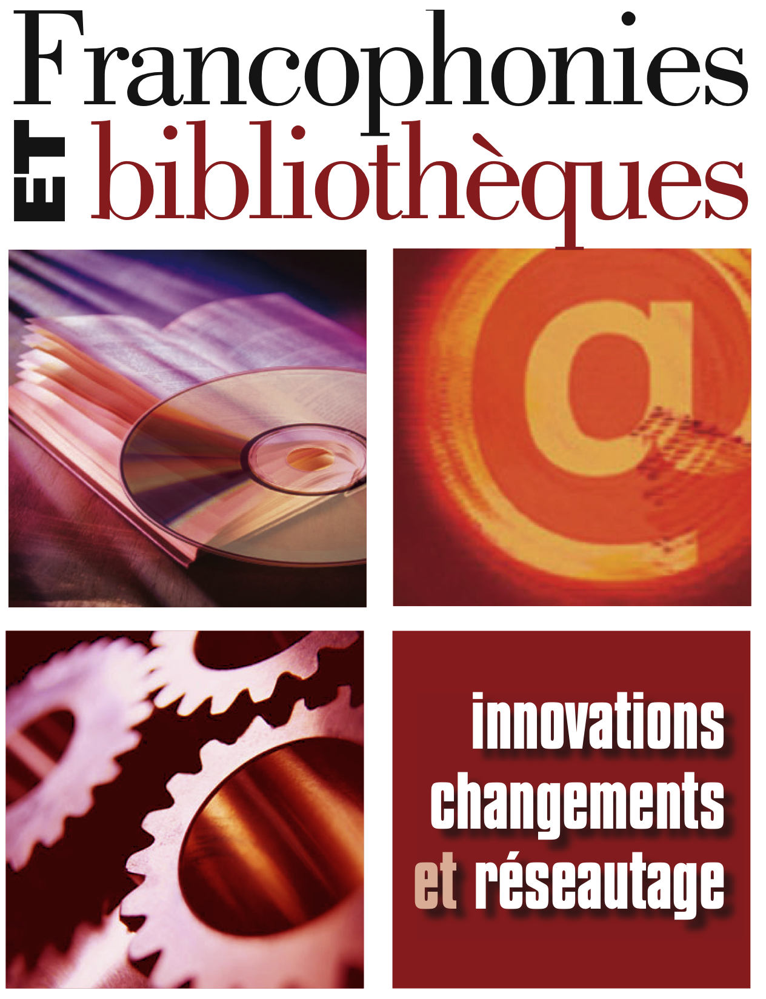 Francophonies
ET bibliothèques
@
innovations
changements
et réseautage